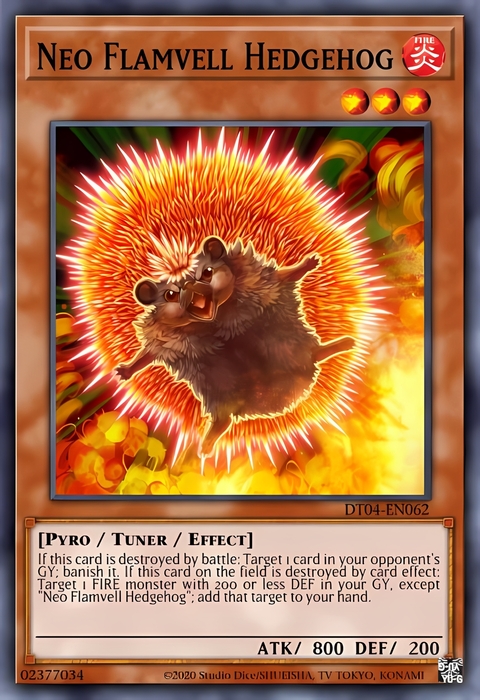 NEO FLAMVELL HEDGEHOG
FIRE
炎
DT04-EN062
[PYRO / TUNER / EFFECT]
If this card is destroyed by battle: Target 1 card in your opponent's
GY; banish it. If this card on the field is destroyed by card effect:
Target 1 FIRE monster with 200 or less DEF in your GY, except
"Neo Flamvell Hedgehog"; add that target to your hand.
ATK/ 800 DEF/ 200
02377034
©2020 Studio Dice/SHUEISHA, TV TOKYO, KONAMI